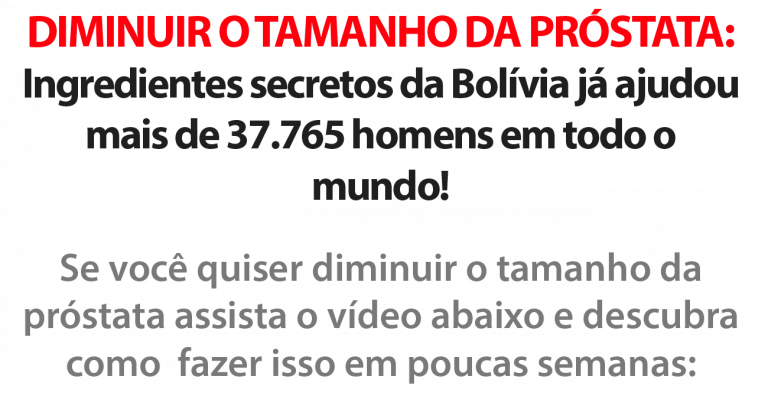 DIMINUIR O TAMANHO DA PRÓSTATA:
Ingredientes secretos da Bolívia já ajudou
mais de 37.765 homens em todo o
mundo!
Se você quiser diminuir o tamanho da
próstata assista o vídeo abaixo e descubra
como fazer isso em poucas semanas: